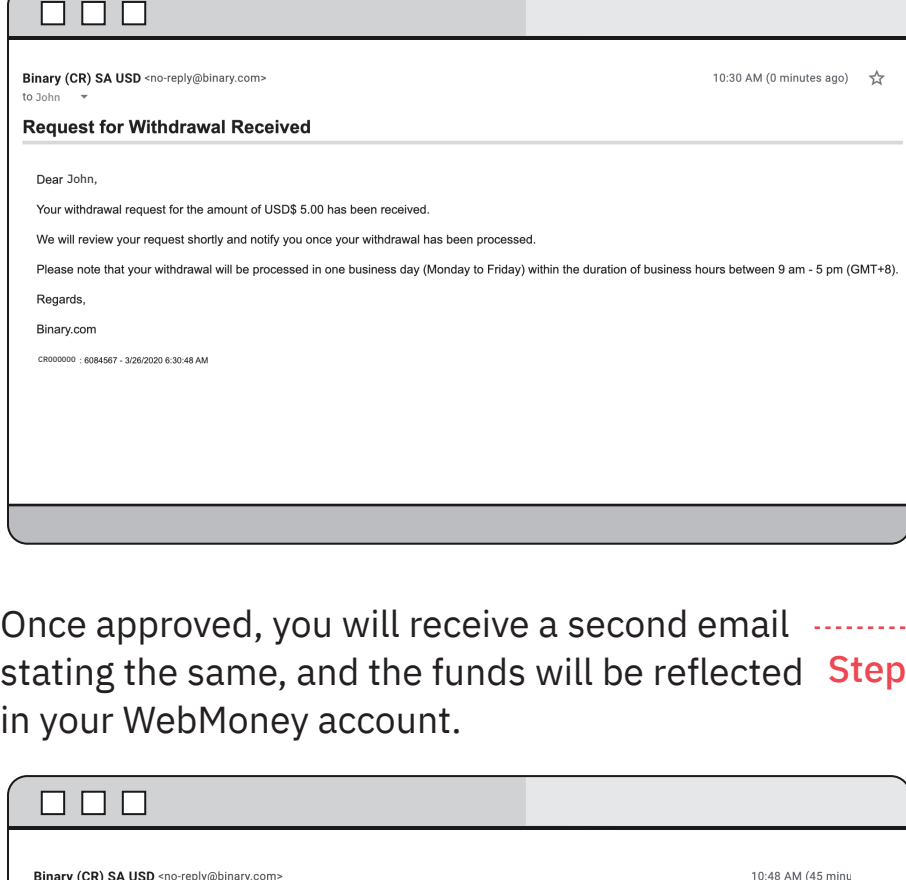 Binary (CR) SA USD <no-reply@binary.com> 10:30 AM (0 minutes ago)
to John
Request for Withdrawal Received
Dear John,
Your withdrawal request for the amount of USD$ 5.00 has been received.
We will review your request shortly and notify you once your withdrawal has been processed.
Please note that your withdrawal will be processed in one business day (Monday to Friday) within the duration of business hours between 9 am - 5 pm (GMT+8).
Regards,
Binary.com
CR000000 : 6084567 - 3/26/2020 6:30:48 AM
Once approved, you will receive a second email
stating the same, and the funds will be reflected
in your WebMoney account.
Step
Binary (CR) SA USD <no-reply@binary.com> 10:48 AM (45 minu